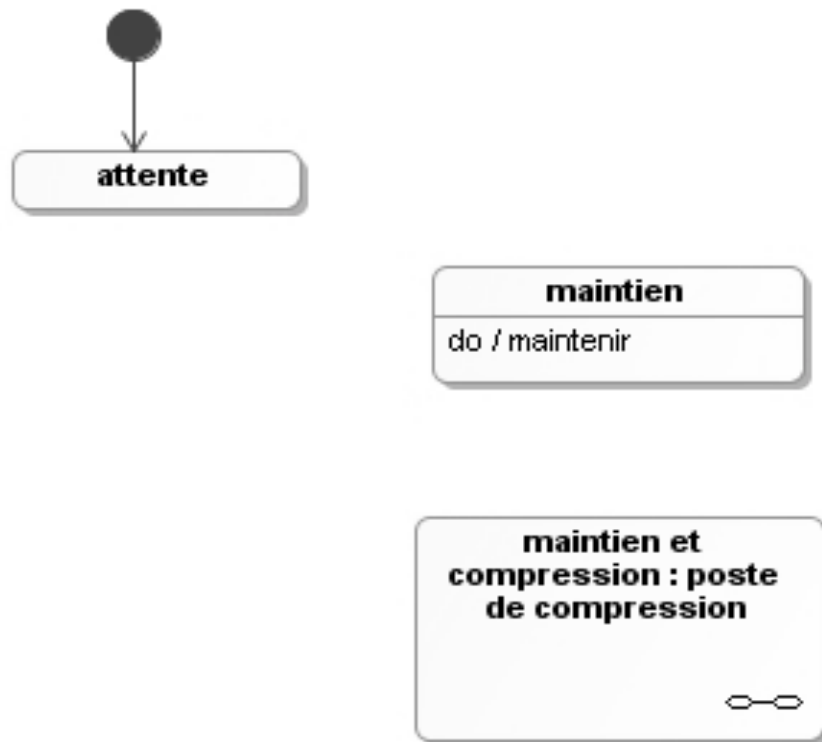 attente
maintien
do / maintenir
maintien et
compression : poste
de compression